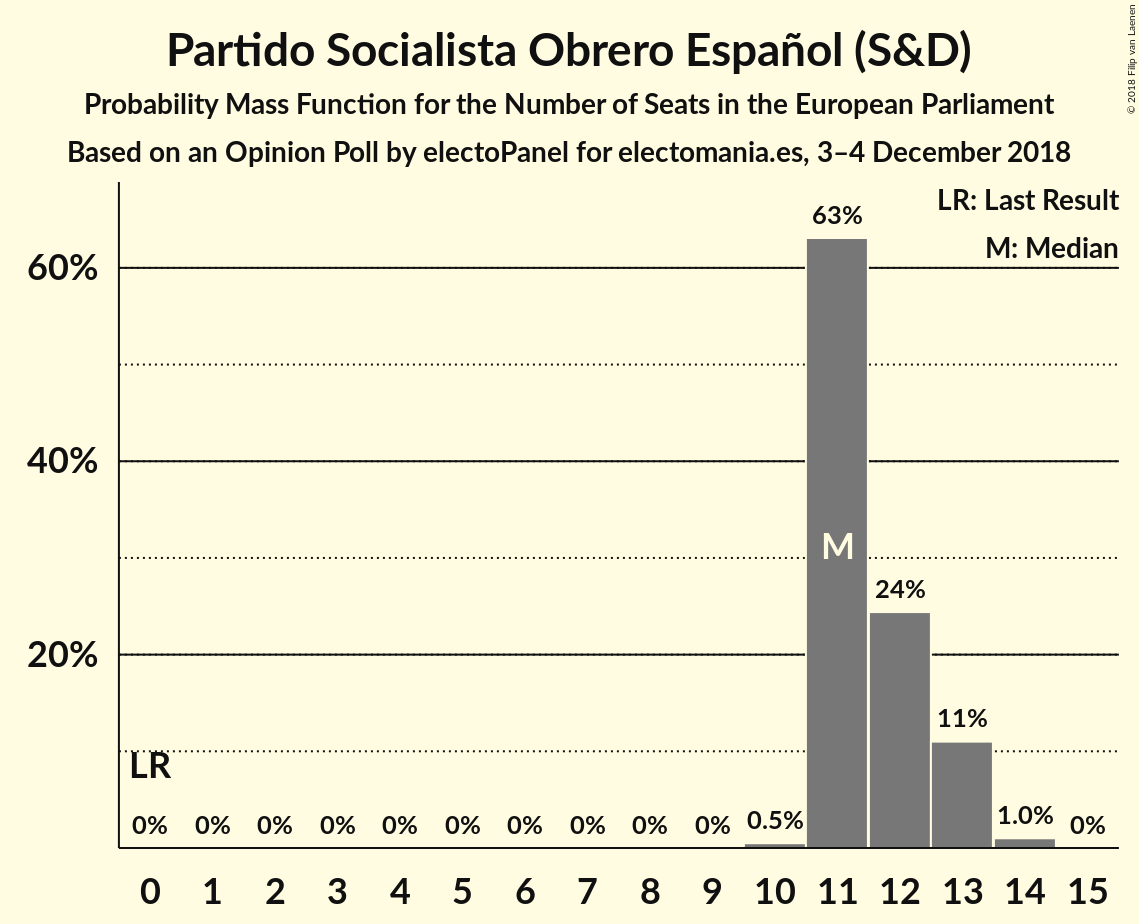 Partido Socialista Obrero Español (S&D)
Probability Mass Function for the Number of Seats in the European Parliament
Based on an Opinion Poll by electoPanel for electomania.es, 3–4 December 2018
© 2018 Filip van Laenen
LR: Last Result
M: Median
63%
60%
40%
M
24%
20%
11%
LR
0% 0% 0% 0% 0% 0% 0% 0% 0% 0% 0.5% 1.0% 0%
0 1 2 3 4 5 6 7 8 9 10 11 12 13 14 15